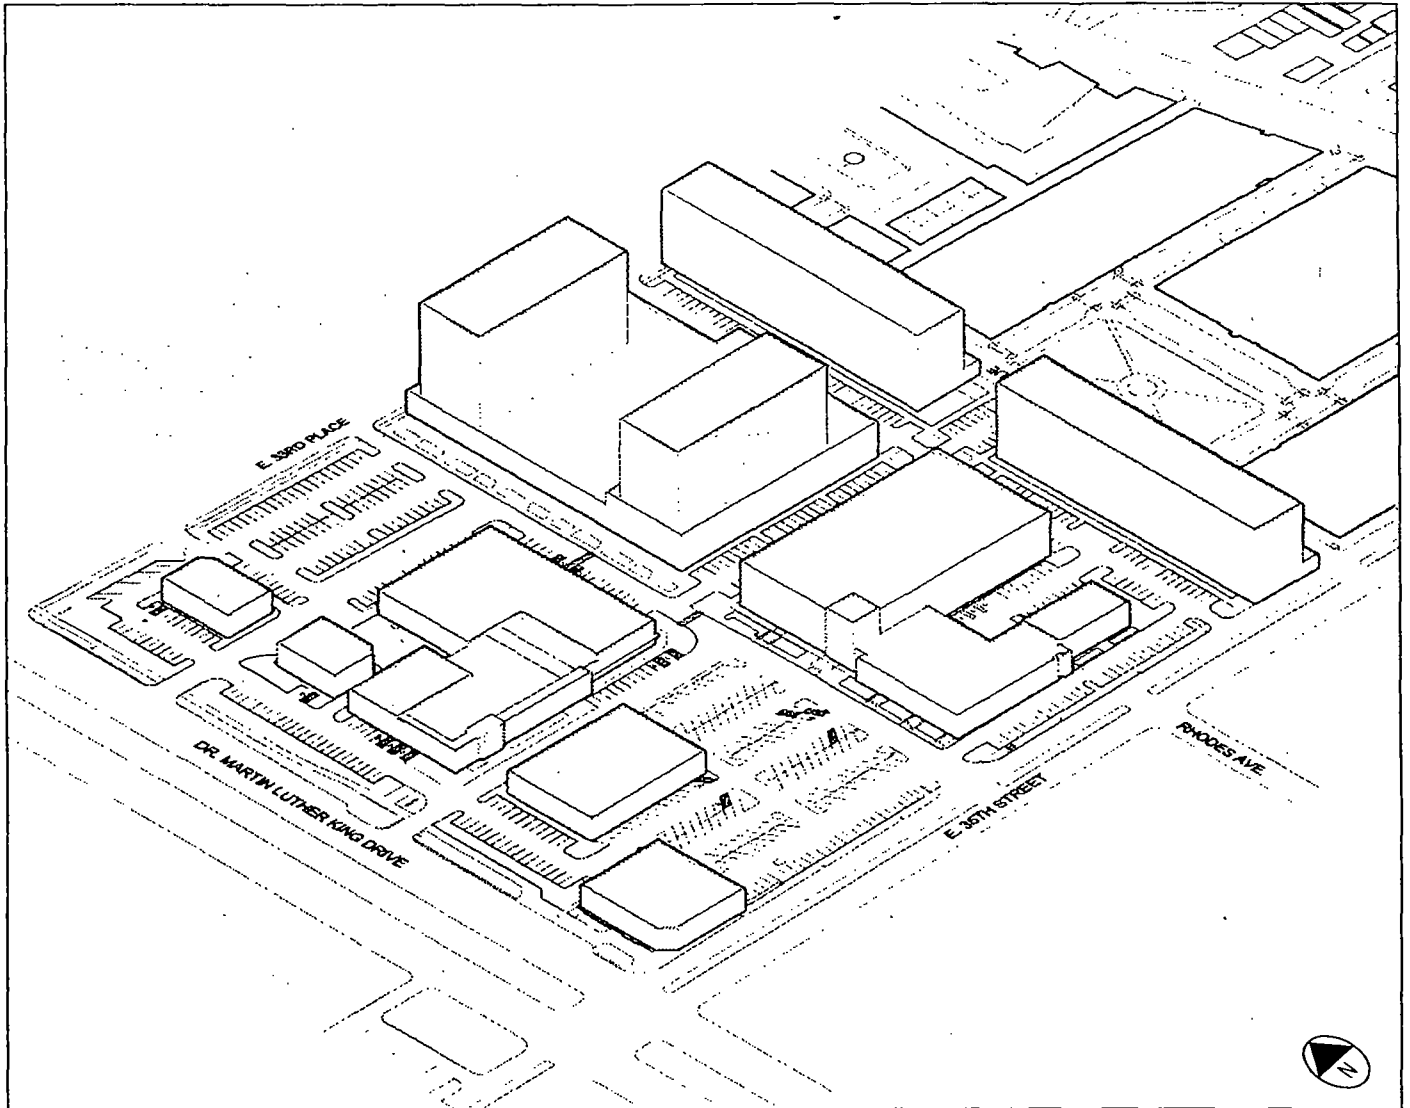 E. 33RD PLACE
DR. MARTIN LUTHER KING DRIVE
E. 35TH STREET
RHODES AVE.
N